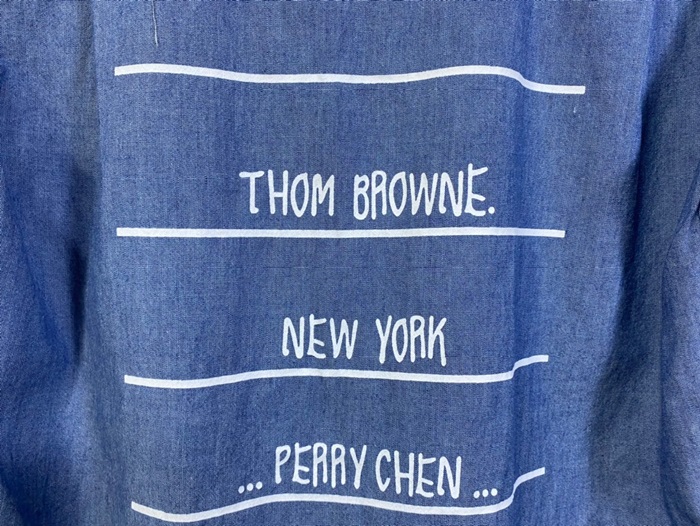 THOM BROWNE.
NEW YORK
... PERRY CHEN ...